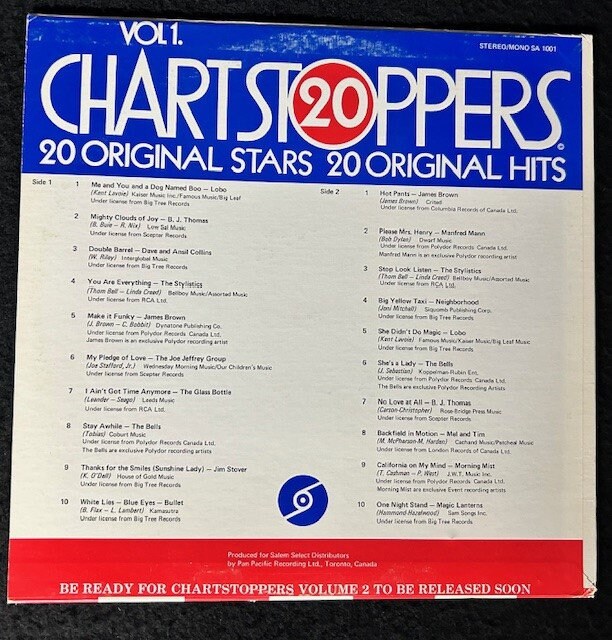 VOL 1.
STEREO/MONO SA 1001
CHARTSTOPPERS
20
©
20 ORIGINAL STARS 20 ORIGINAL HITS
Side 1
1 Me and You and a Dog Named Boo — Lobo
(Kent Lavoie) Kaiser Music Inc./Famous Music/Big Leaf
Under license from Big Tree Records
2 Mighty Clouds of Joy — B. J. Thomas
(B. Buie — R. Nix) Low Sal Music
Under license from Scepter Records
3 Double Barrel — Dave and Ansil Collins
(W. Riley) Interglobal Music
Under license from Big Tree Records
4 You Are Everything — The Stylistics
(Thom Bell — Linda Creed) Bellboy Music/Assorted Music
Under license from RCA Ltd.
5 Make it Funky — James Brown
(J. Brown — C. Bobbit) Dynatone Publishing Co.
Under license from Polydor Records Canada Ltd.
James Brown is an exclusive Polydor recording artist
6 My Pledge of Love — The Joe Jeffrey Group
(Joe Stafford, Jr.) Wednesday Morning Music/Our Children's Music
Under license from Scepter Records
7 I Ain't Got Time Anymore — The Glass Bottle
(Leander — Seago) Leeds Music
Under license from RCA Ltd.
8 Stay Awhile — The Bells
(Tobias) Coburt Music
Under license from Polydor Records Canada Ltd.
The Bells are exclusive Polydor recording artists
9 Thanks for the Smiles (Sunshine Lady) — Jim Stover
(K. O'Dell) House of Gold Music
Under license from Big Tree Records
10 White Lies — Blue Eyes — Bullet
(B. Flax — L. Lambert) Kamasutra
Under license from Big Tree Records
Side 2
1 Hot Pants — James Brown
(James Brown) Criteil
Under license from Columbia Records of Canada Ltd.
2 Please Mrs. Henry — Manfred Mann
(Bob Dylan) Dwarf Music
Under license from Polydor Records Canada Ltd.
Manfred Mann is an exclusive Polydor recording artist
3 Stop Look Listen — The Stylistics
(Thom Bell — Linda Creed) Bellboy Music/Assorted Music
Under license from RCA Ltd.
4 Big Yellow Taxi — Neighborhood
(Joni Mitchell) Siquomb Publishing Corp.
Under license from Big Tree Records
5 She Didn't Do Magic — Lobo
(Kent Lavoie) Famous Music/Kaiser Music/Big Leaf Music
Under license from Big Tree Records
6 She's a Lady — The Bells
(J. Sebastian) Koppelman-Rubin Ent.
Under license from Polydor Records Canada Ltd.
The Bells are exclusive Polydor Recording Artists
7 No Love at All — B. J. Thomas
(Carson-Christopher) Rose-Bridge Press Music
Under license from Scepter Records
8 Backfield in Motion — Mel and Tim
(M. McPherson-M. Harden) Cachand Music/Patcheal Music
Under license from London Records of Canada Ltd.
9 California on My Mind — Morning Mist
(T. Cashman — P. West) J.W.T. Music Inc.
Under license from Polydor Records Canada Ltd.
Morning Mist are exclusive Event recording artists
10 One Night Stand — Magic Lanterns
(Hammond-Hazelwood) Sam Songs Inc.
Under license from Big Tree Records
Produced for Salem Select Distributors
by Pan Pacific Recording Ltd., Toronto, Canada
BE READY FOR CHARTSTOPPERS VOLUME 2 TO BE RELEASED SOON